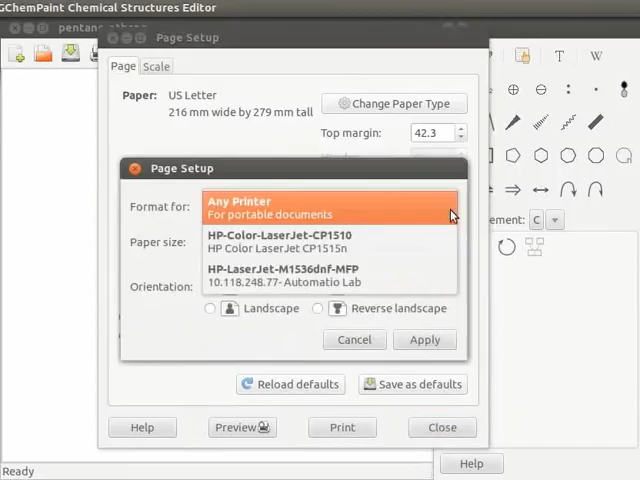 GChemPaint Chemical Structures Editor
Page Setup
Page
Scale
Paper:
US Letter
216 mm wide by 279 mm tall
Change Paper Type
Top margin:
42.3
T
W
Page Setup
Format for:
Any Printer
For portable documents
HP-Color-LaserJet-CP1510
HP Color LaserJet CP1515n
HP-LaserJet-M1536dnf-MFP
10.118.248.77- Automatio Lab
Paper size:
Orientation:
Landscape
Reverse landscape
Cancel
Apply
ement:
C
Reload defaults
Save as defaults
Help
Preview
Print
Close
Help
Ready